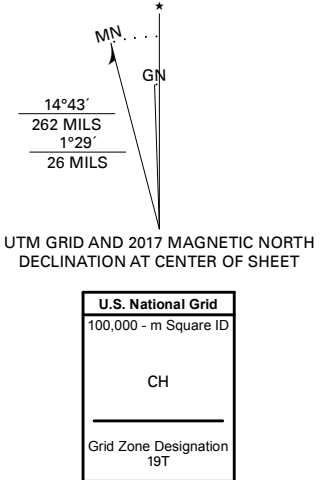 ★
MN
GN
14°43´
262 MILS
1°29´
26 MILS
UTM GRID AND 2017 MAGNETIC NORTH
DECLINATION AT CENTER OF SHEET
U.S. National Grid
100,000 - m Square ID
CH
Grid Zone Designation
19T